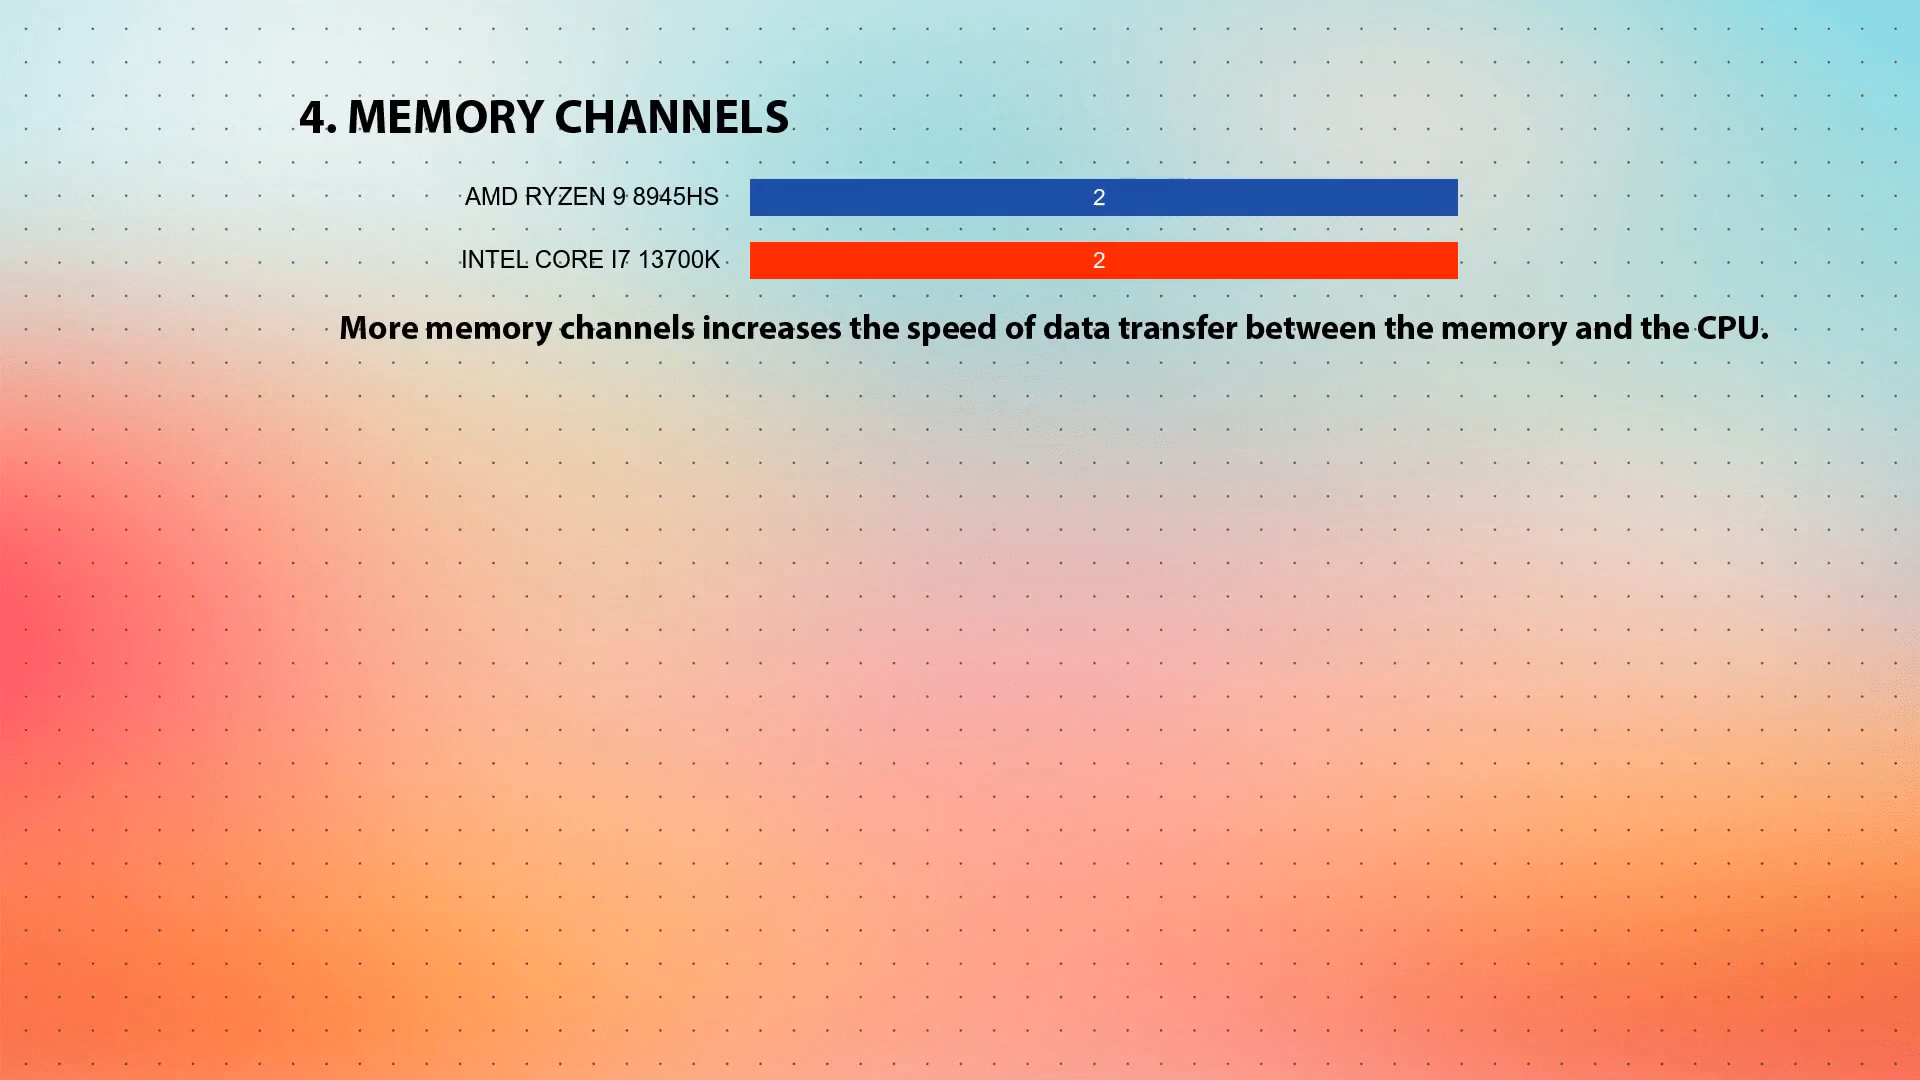 4. MEMORY CHANNELS
AMD RYZEN 9 8945HS 2
INTEL CORE I7 13700K 2
More memory channels increases the speed of data transfer between the memory and the CPU.